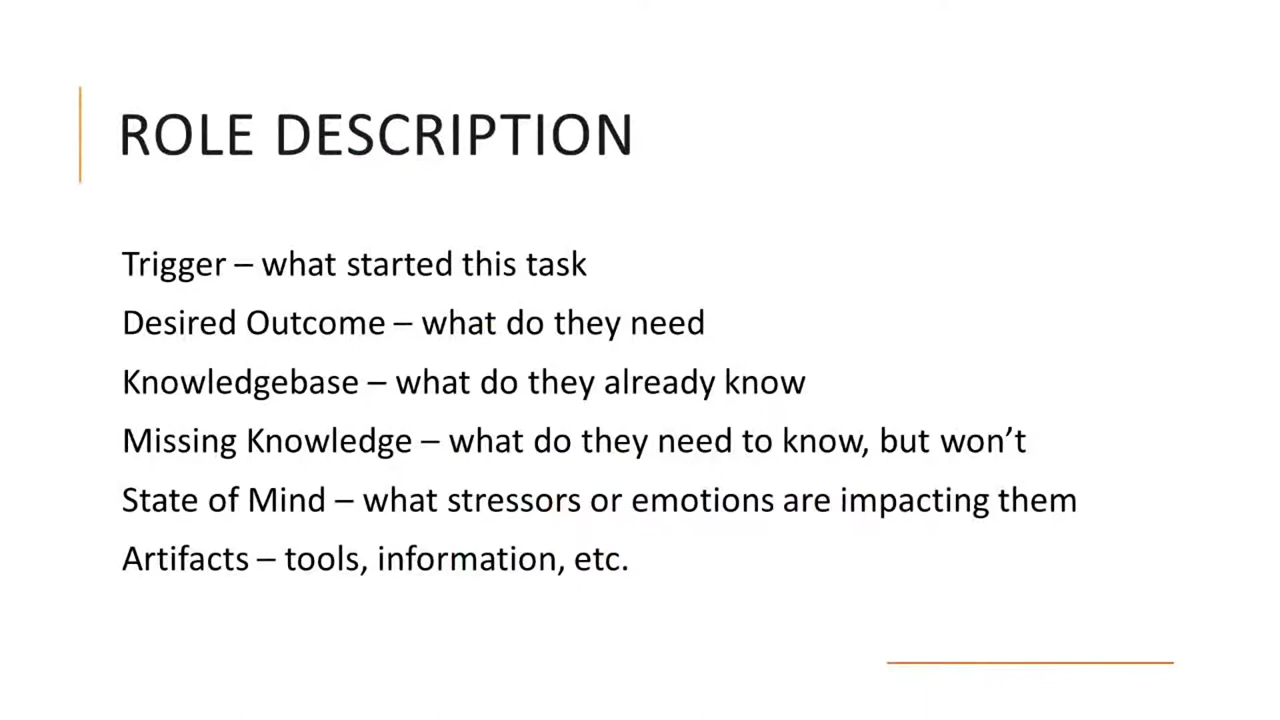 ROLE DESCRIPTION
Trigger – what started this task
Desired Outcome – what do they need
Knowledgebase – what do they already know
Missing Knowledge – what do they need to know, but won’t
State of Mind – what stressors or emotions are impacting them
Artifacts – tools, information, etc.